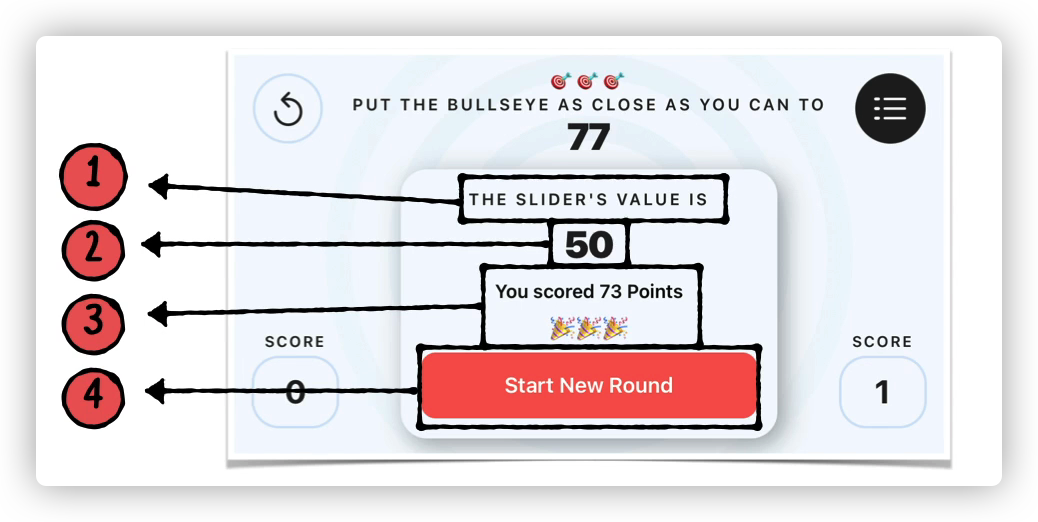 🎯🎯🎯
PUT THE BULLSEYE AS CLOSE AS YOU CAN TO
77
1
THE SLIDER'S VALUE IS
2
50
3
You scored 73 Points
🎉🎉🎉
SCORE
SCORE
4
0
Start New Round
1